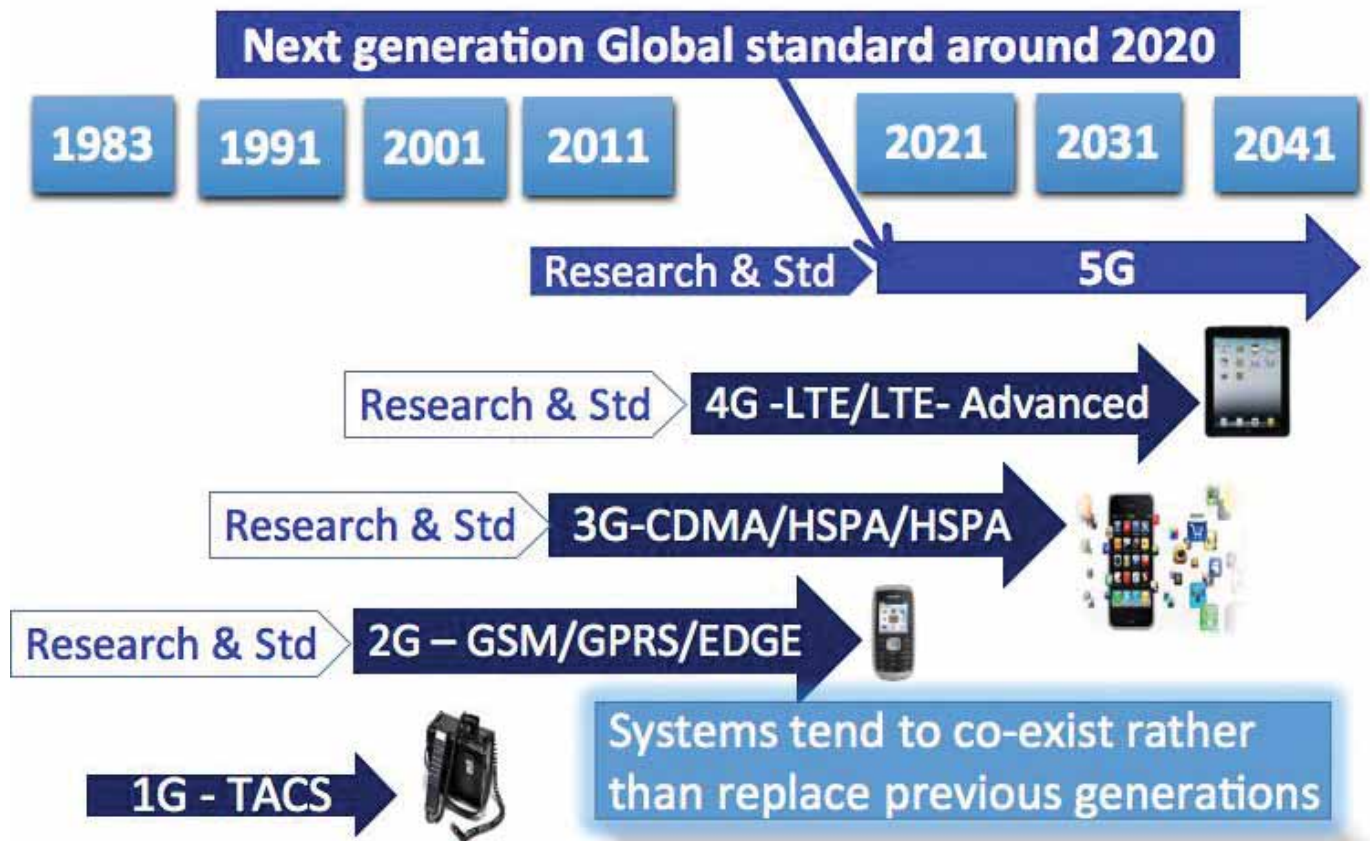 Next generation Global standard around 2020
1983 1991 2001 2011 2021 2031 2041
Research & Std 5G
Research & Std 4G -LTE/LTE- Advanced
Research & Std 3G-CDMA/HSPA/HSPA
Research & Std 2G – GSM/GPRS/EDGE
1G - TACS
Systems tend to co-exist rather
than replace previous generations